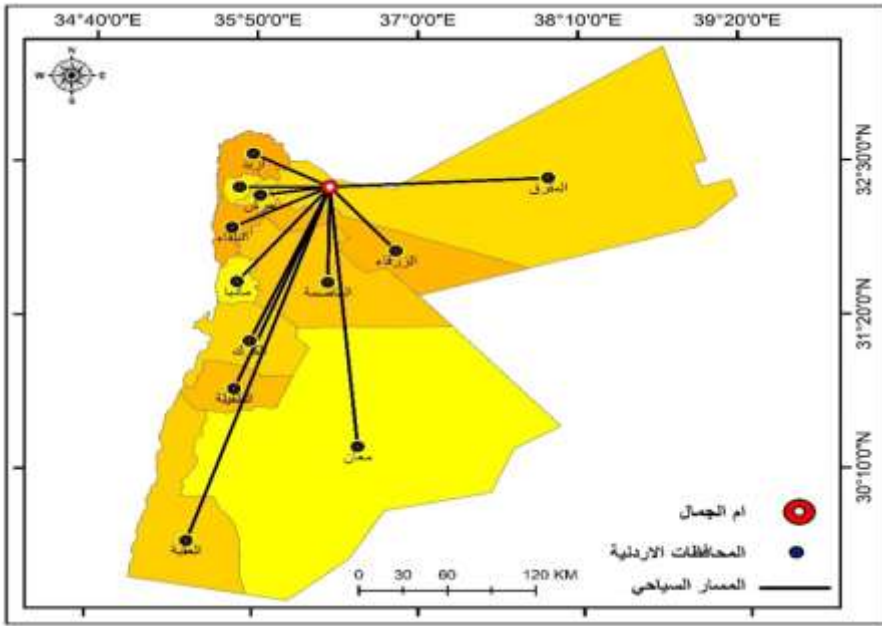 34°40'0"E 35°50'0"E 37°0'0"E 38°10'0"E 39°20'0"E
N
W E
S
32°30'0"N
اربد
المفرق
جرش
البلقاء
الزرقاء
مادبا
العاصمة
31°20'0"N
الكرك
الطفيلة
معان
30°10'0"N
العقبة
ام الجمال
المحافظات الاردنية
المسار السياحي
0 30 60 120 KM